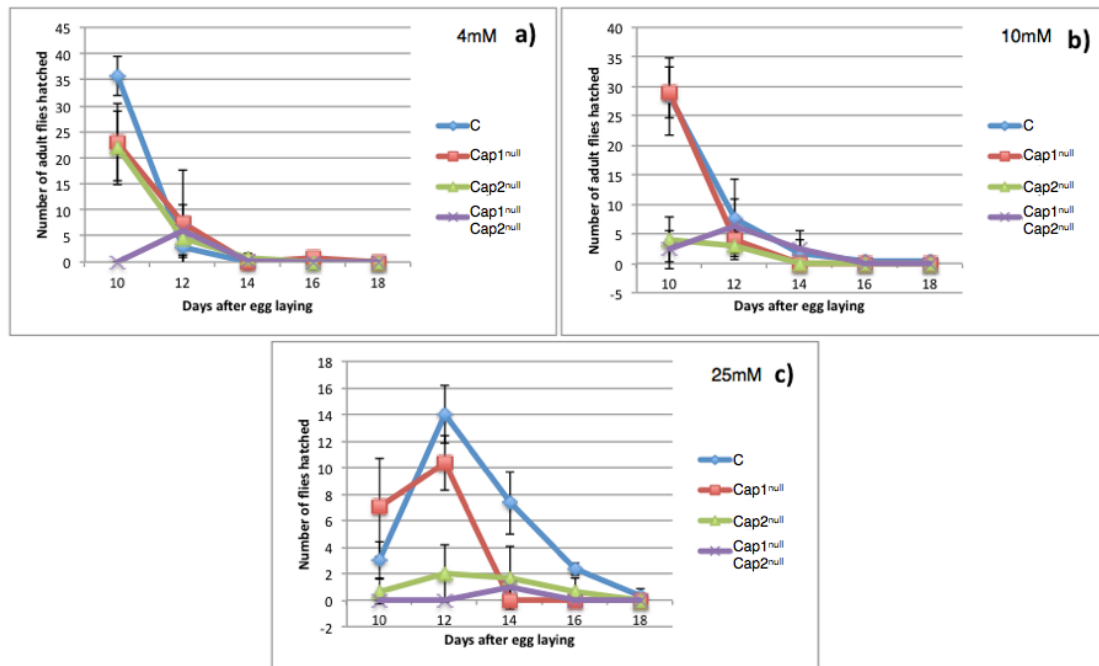 4mM a)
45
40
35
30
25
20
15
10
5
0
Number of adult flies hatched
10 12 14 16 18
Days after egg laying
C
Cap1null
Cap2null
Cap1null
Cap2null
10mM b)
40
35
30
25
20
15
10
5
0
-5
Number of adult flies hatched
10 12 14 16 18
Days after egg laying
C
Cap1null
Cap2null
Cap1null
Cap2null
25mM c)
18
16
14
12
10
8
6
4
2
0
-2
Number of flies hatched
10 12 14 16 18
Days after egg laying
C
Cap1null
Cap2null
Cap1null
Cap2null